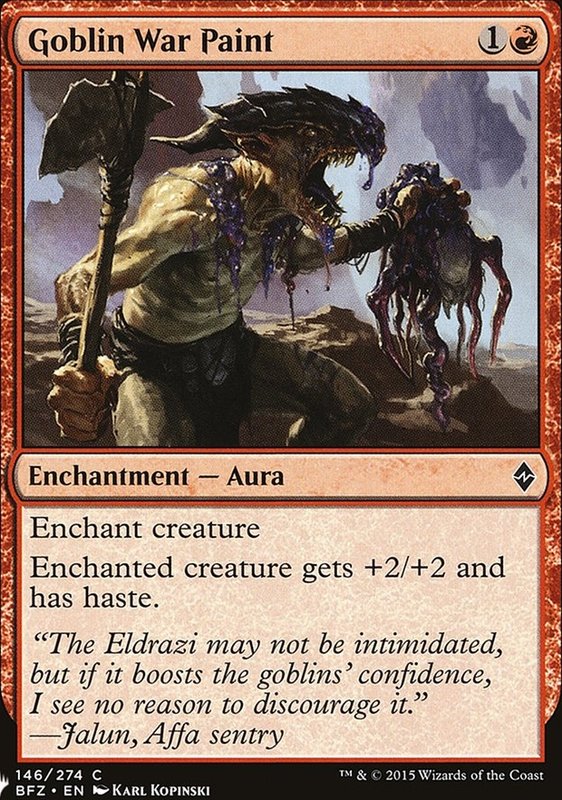 Goblin War Paint 1
Enchantment — Aura
Enchant creature
Enchanted creature gets +2/+2 and
has haste.
“The Eldrazi may not be intimidated,
but if it boosts the goblins’ confidence,
I see no reason to discourage it.”
—Jalun, Affa sentry
146/274 C
BFZ • EN Karl Kopinski ™ & © 2015 Wizards of the Coast